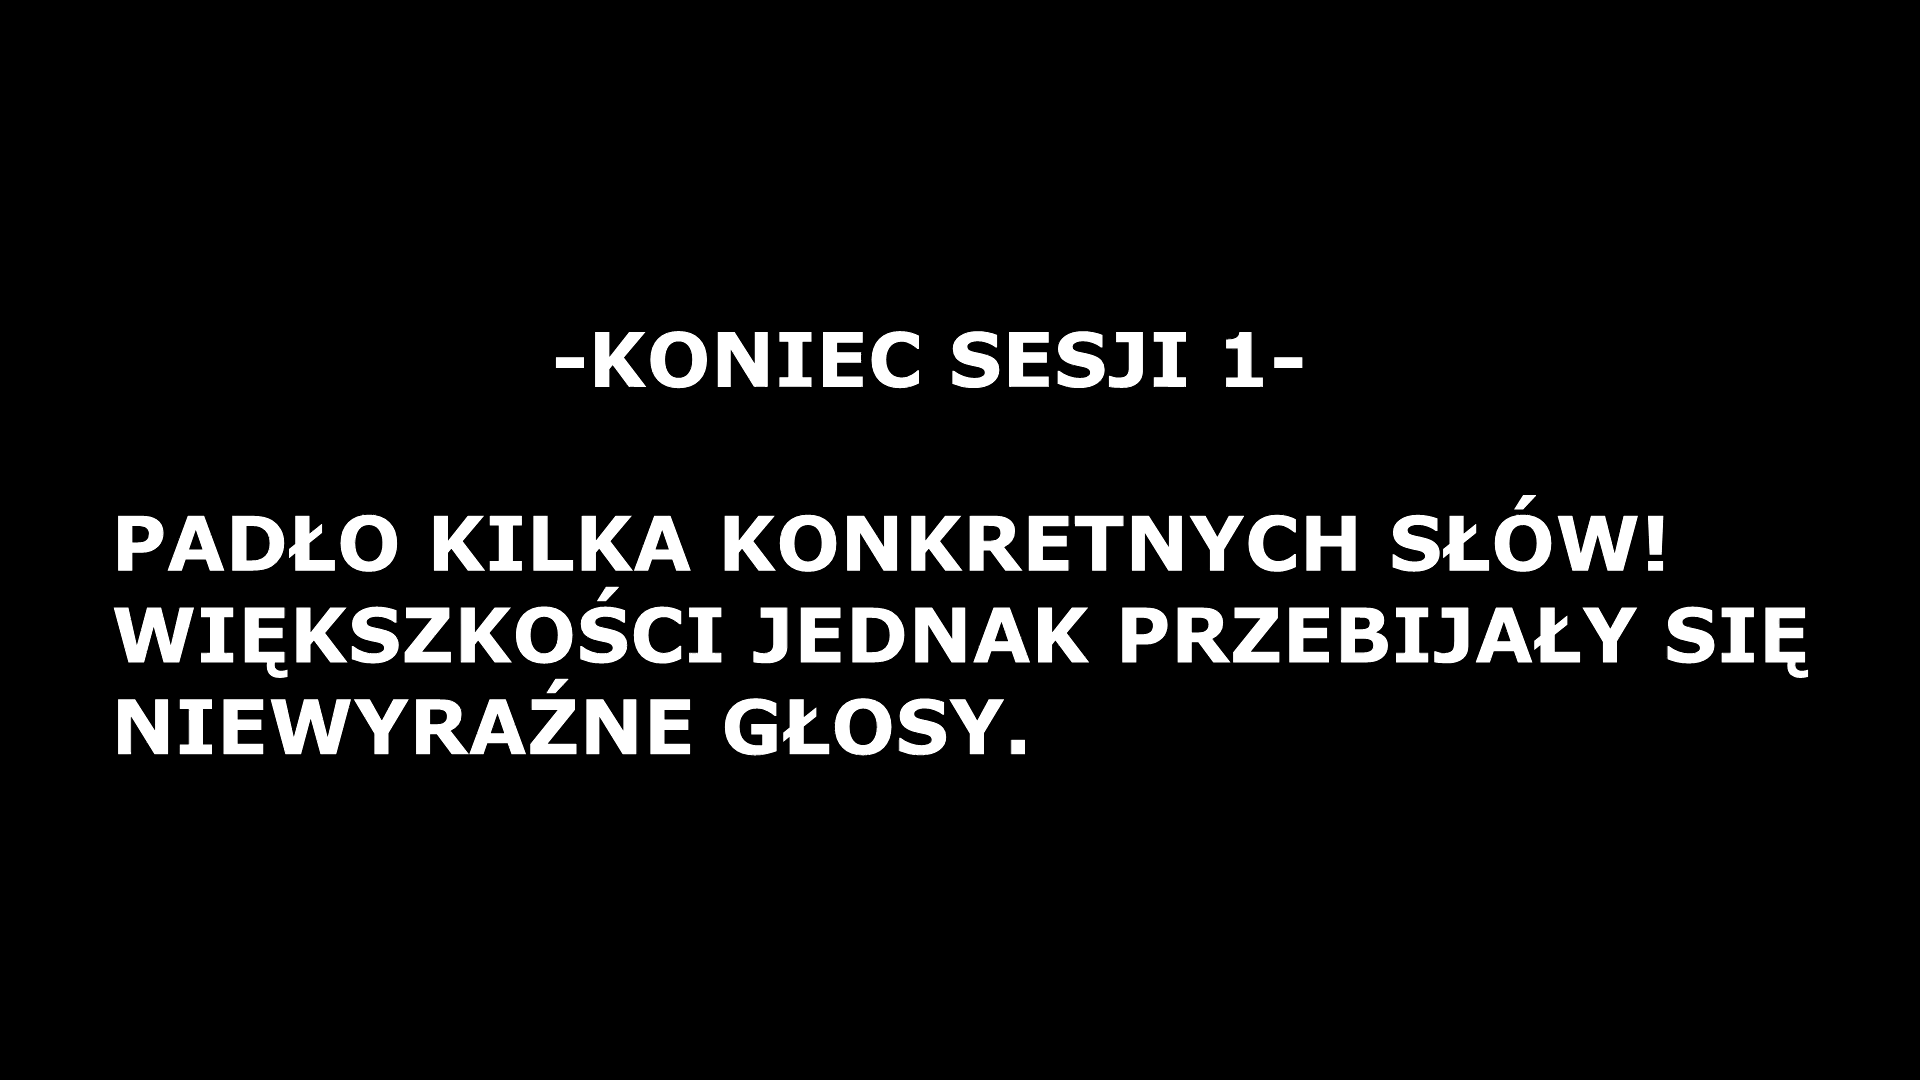 -KONIEC SESJI 1-
PADŁO KILKA KONKRETNYCH SŁÓW!
WIĘKSZKOŚCI JEDNAK PRZEBIJAŁY SIĘ
NIEWYRAŹNE GŁOSY.